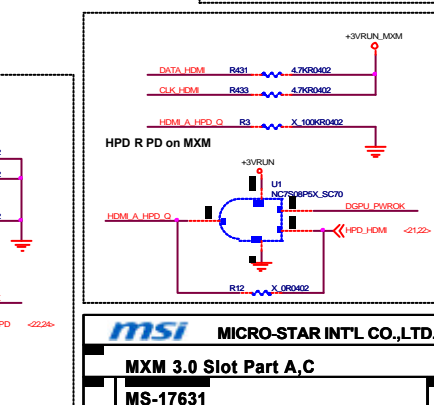 +3VRUN_MXM
DATA_HDMI R431 4.7KR0402
CLK_HDMI R433 4.7KR0402
HDMI_A_HPD_Q R3 X_100KR0402
HPD R PD on MXM
+3VRUN
U1
NC7S08P5X_SC70
HDMI_A_HPD_Q DGPU_PWROK
HPD_HDMI <21,22>
R12 X_0R0402
PD <22,24>
msi MICRO-STAR INT'L CO.,LTD.
MXM 3.0 Slot Part A,C
MS-17631